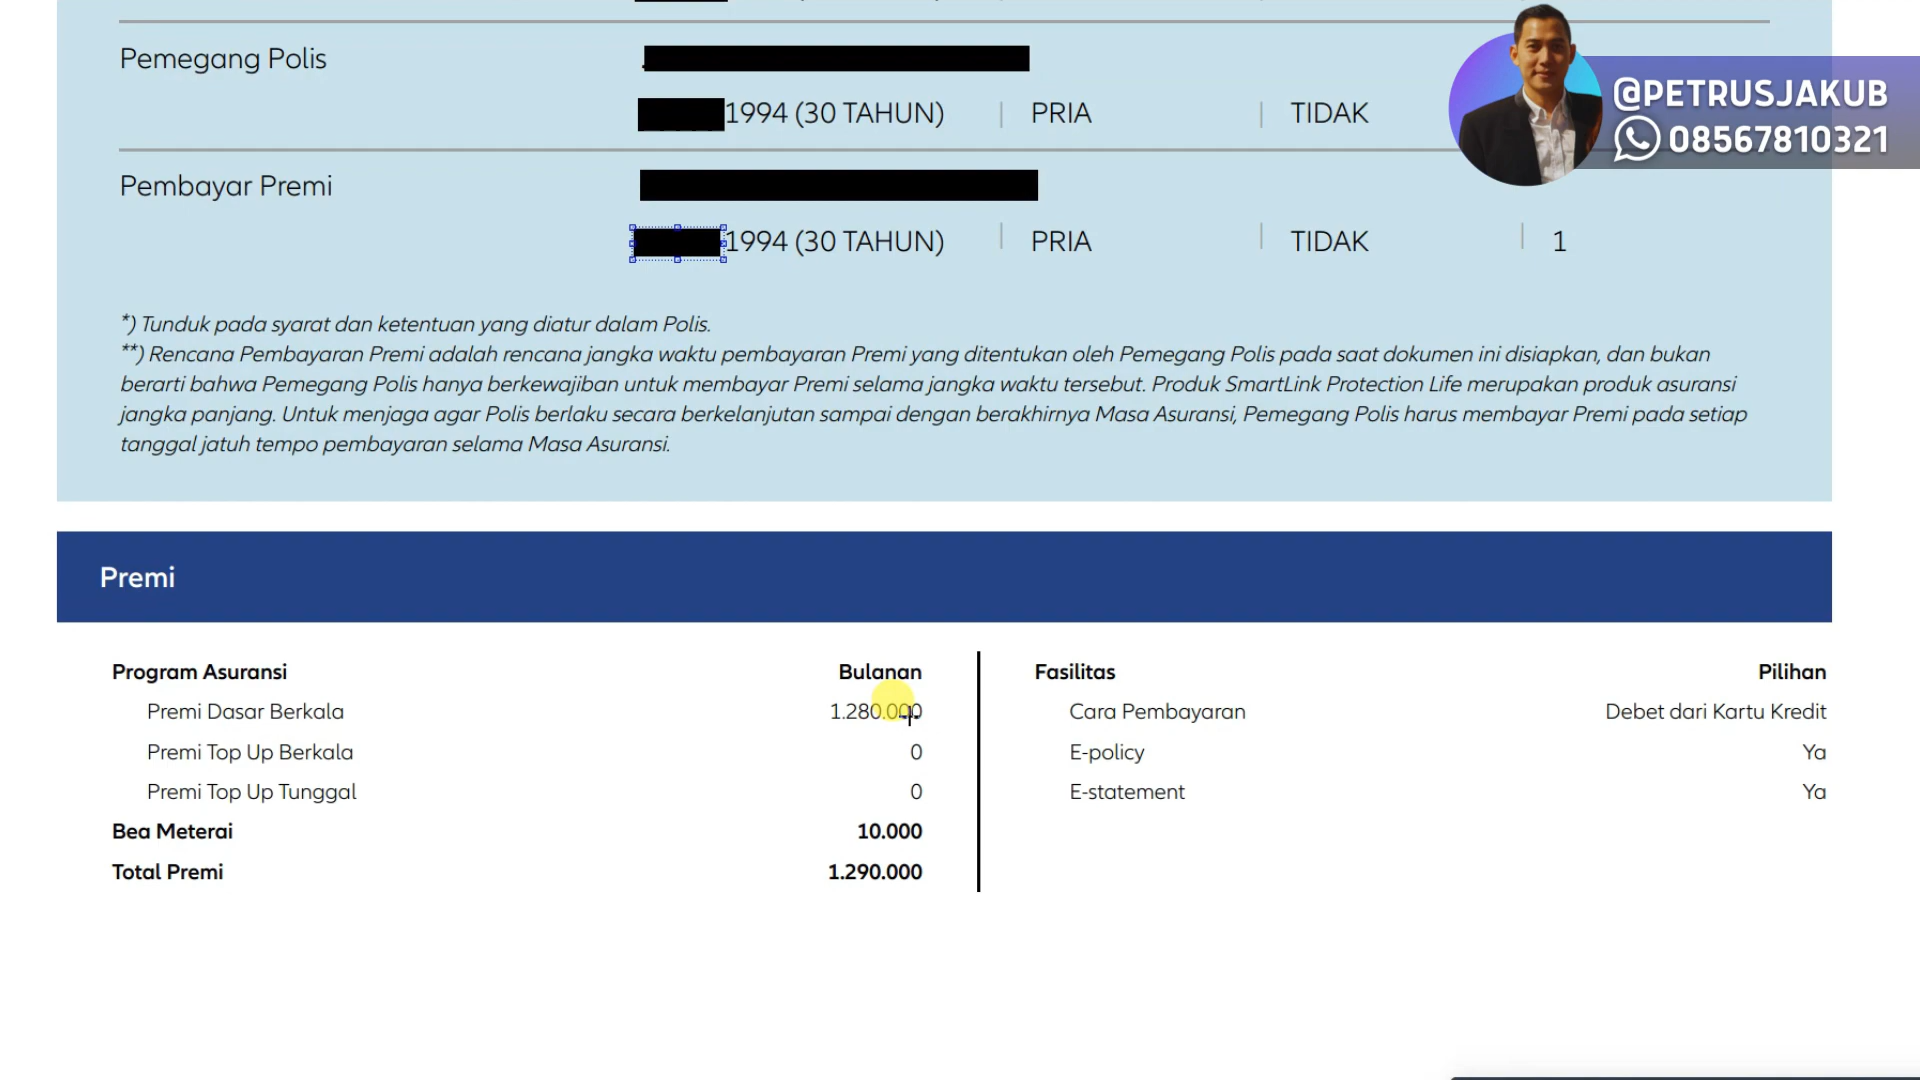 Pemegang Polis
1994 (30 TAHUN) | PRIA | TIDAK
@PETRUSJAKUB
08567810321
Pembayar Premi
1994 (30 TAHUN) | PRIA | TIDAK | 1
*) Tunduk pada syarat dan ketentuan yang diatur dalam Polis.
**) Rencana Pembayaran Premi adalah rencana jangka waktu pembayaran Premi yang ditentukan oleh Pemegang Polis pada saat dokumen ini disiapkan, dan bukan
berarti bahwa Pemegang Polis hanya berkewajiban untuk membayar Premi selama jangka waktu tersebut. Produk SmartLink Protection Life merupakan produk asuransi
jangka panjang. Untuk menjaga agar Polis berlaku secara berkelanjutan sampai dengan berakhirnya Masa Asuransi, Pemegang Polis harus membayar Premi pada setiap
tanggal jatuh tempo pembayaran selama Masa Asuransi.
Premi
Program Asuransi Bulanan
Premi Dasar Berkala 1.280.000
Premi Top Up Berkala 0
Premi Top Up Tunggal 0
Bea Meterai 10.000
Total Premi 1.290.000
Fasilitas Pilihan
Cara Pembayaran Debet dari Kartu Kredit
E-policy Ya
E-statement Ya